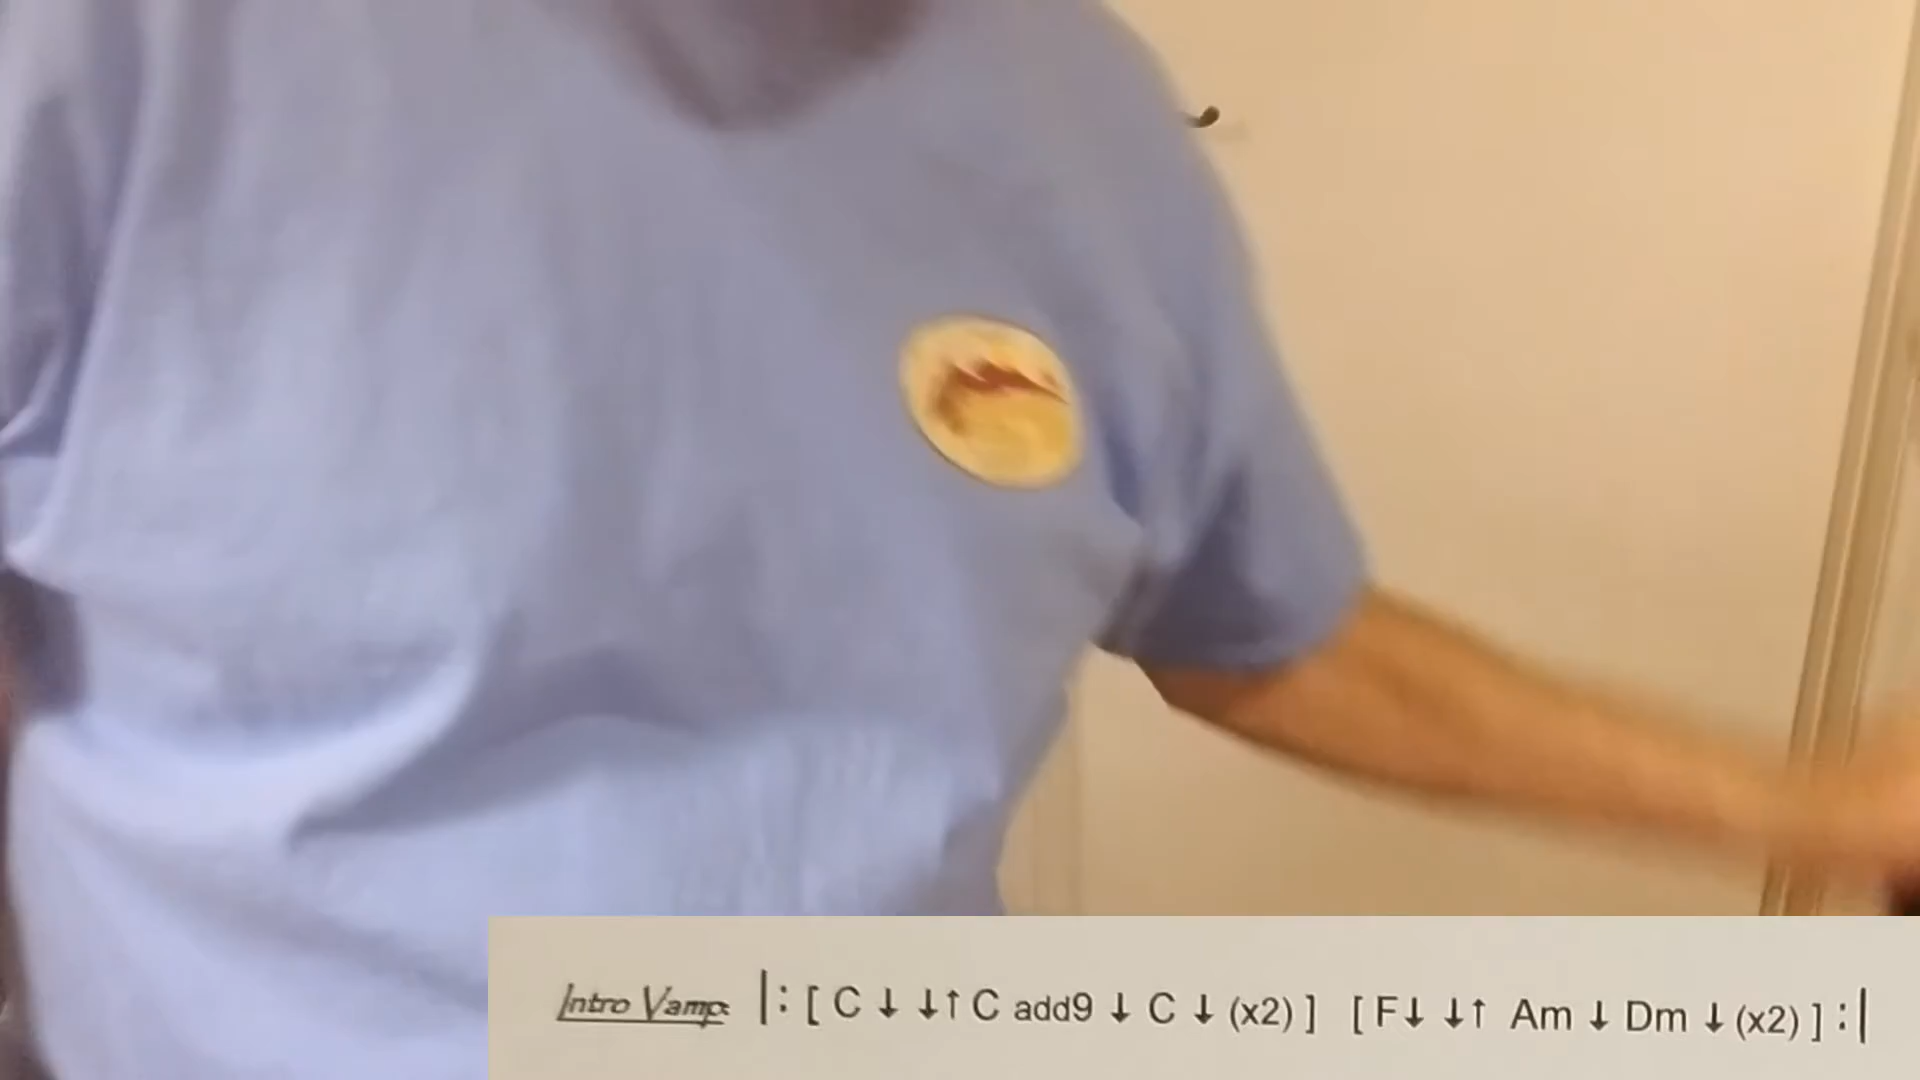 Intro Vamp: |: [ C ↓ ↓↑ C add9 ↓ C ↓ (x2) ] [ F↓ ↓↑ Am ↓ Dm ↓ (x2) ] :|